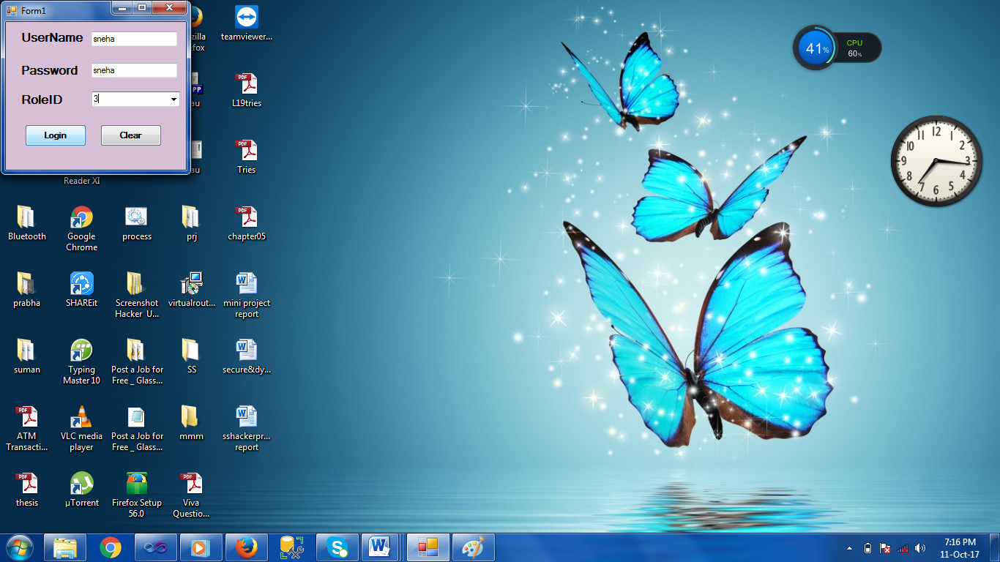 Form1
UserName sneha
Password sneha
RoleID 3
Login Clear
zilla
fox
teamviewer...
PP
au
L19tries
au
Tries
Reader XI
Bluetooth
Google
Chrome
process
prj
chapter05
prabha
SHAREit
Screenshot
Hacker U...
virtualrout...
mini project
report
suman
Typing
Master 10
Post a Job for
Free _ Glass...
SS
secure&dy...
ATM
Transacti...
VLC media
player
Post a Job for
Free _ Glass...
mmm
sshackerpr...
report
thesis
µTorrent
Firefox Setup
56.0
Viva
Questio...
41%
CPU
60%
12
1
2
3
4
5
6
7
8
9
10
11
7:16 PM
11-Oct-17